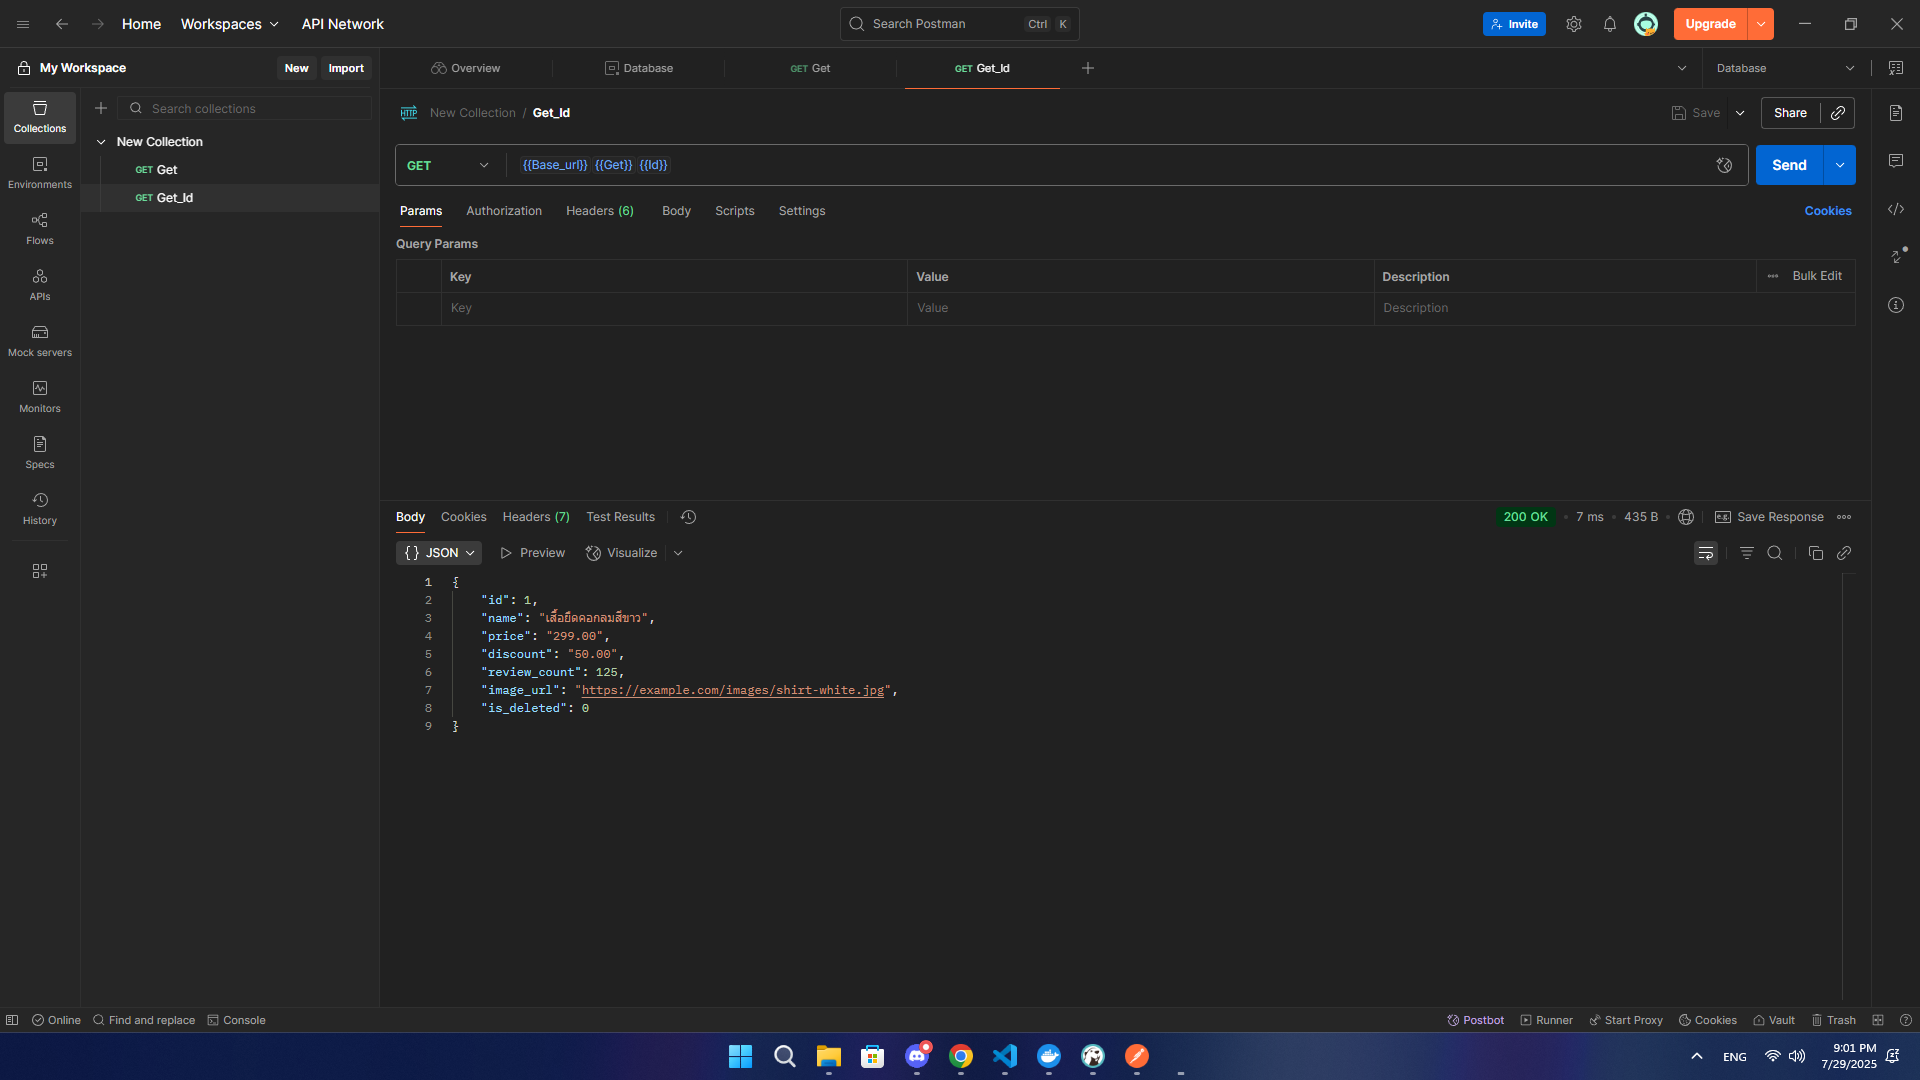 Home Workspaces API Network Search Postman Ctrl K Invite Upgrade
My Workspace New Import Overview Database GET Get GET Get_Id Database
Search collections
Collections
Environments
Flows
APIs
Mock servers
Monitors
Specs
History
New Collection
GET Get
GET Get_Id
HTTP New Collection / Get_Id Save Share
GET {{Base_url}} {{Get}} {{Id}} Send
Params Authorization Headers (6) Body Scripts Settings Cookies
Query Params
Key Value Description Bulk Edit
Key Value Description
Body Cookies Headers (7) Test Results 200 OK 7 ms 435 B e.g. Save Response
{} JSON Preview Visualize
1 {
2 "id": 1,
3 "name": "เสื้อยืดคอกลมสีขาว",
4 "price": "299.00",
5 "discount": "50.00",
6 "review_count": 125,
7 "image_url": "https://example.com/images/shirt-white.jpg",
8 "is_deleted": 0
9 }
Online Find and replace Console Postbot Runner Start Proxy Cookies Vault Trash
ENG 9:01 PM
7/29/2025